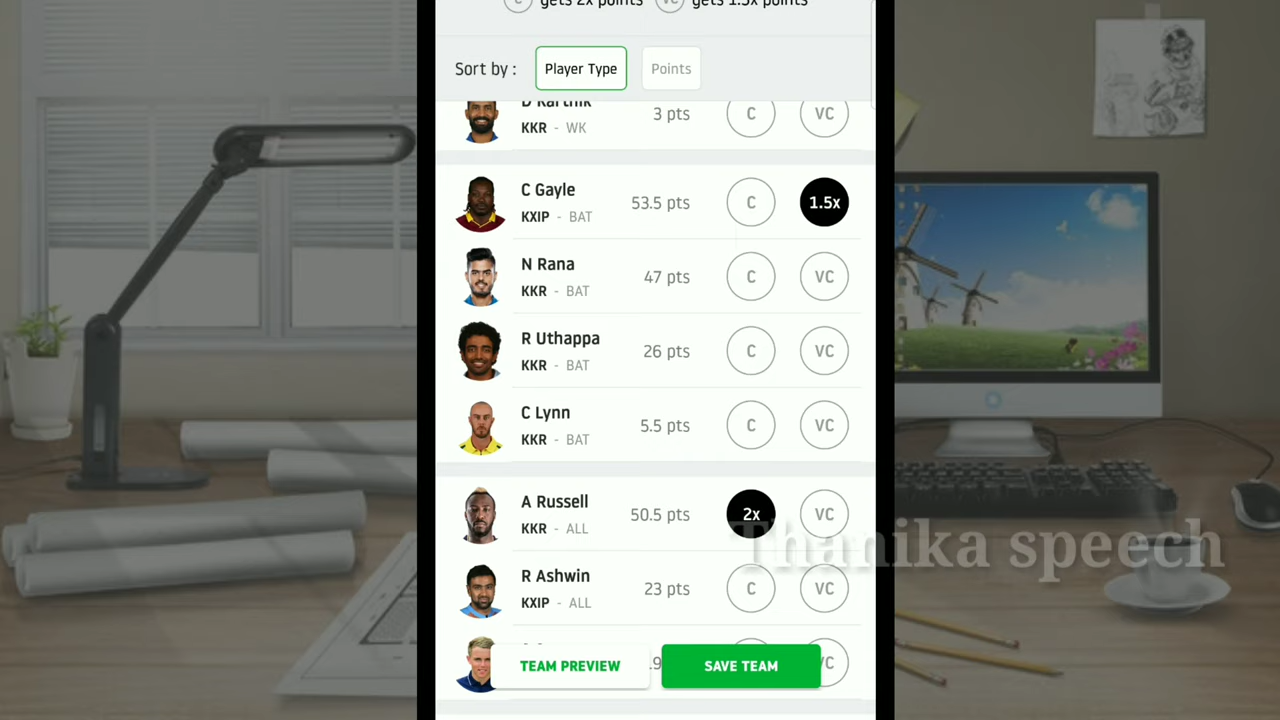 C gets 2x points VC gets 1.5x points
Sort by : Player Type Points
D Karthik
KKR - WK 3 pts C VC
C Gayle
KXIP - BAT 53.5 pts C 1.5x
N Rana
KKR - BAT 47 pts C VC
R Uthappa
KKR - BAT 26 pts C VC
C Lynn
KKR - BAT 5.5 pts C VC
A Russell
KKR - ALL 50.5 pts 2x VC
Thanika speech
R Ashwin
KXIP - ALL 23 pts C VC
TEAM PREVIEW SAVE TEAM